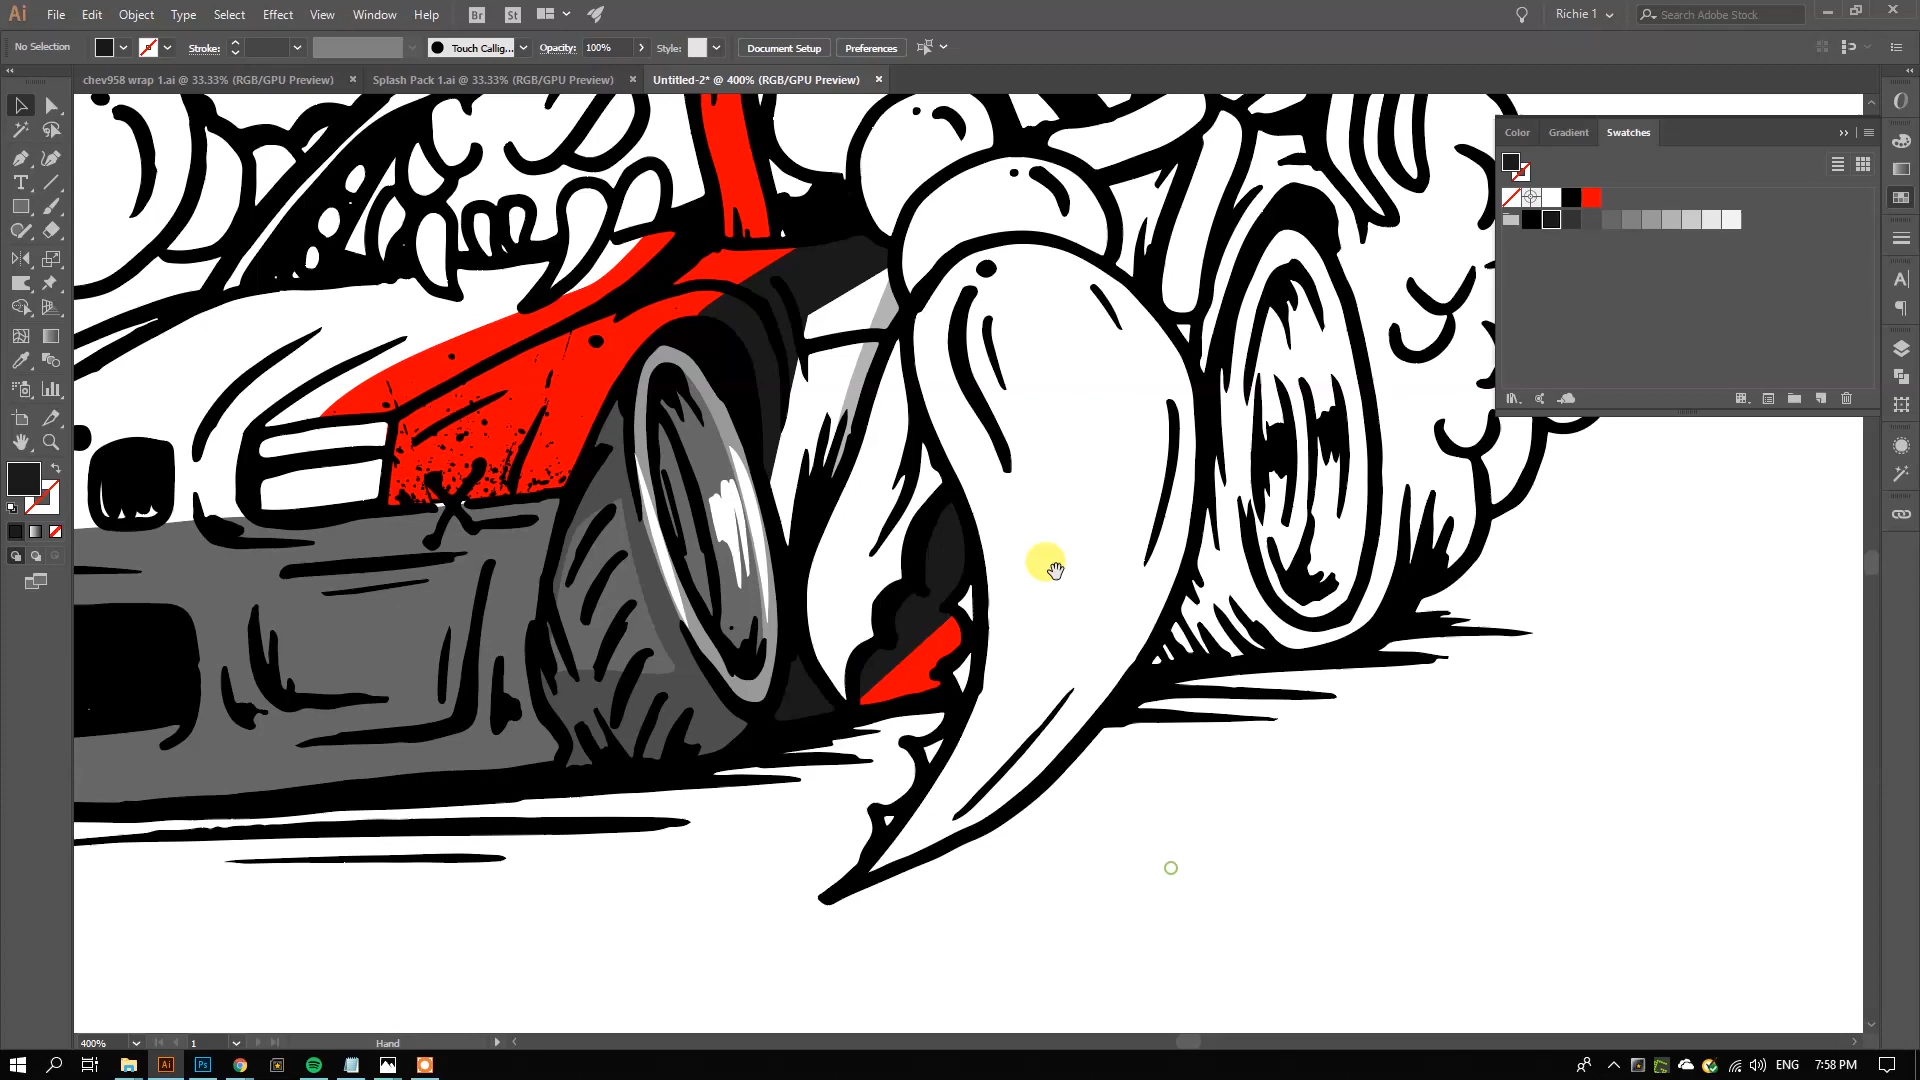 Ai File Edit Object Type Select Effect View Window Help Br St Richie 1 Search Adobe Stock
No Selection Stroke: Touch Callig... Opacity: 100% Style: Document Setup Preferences
chev958 wrap 1.ai @ 33.33% (RGB/GPU Preview) Splash Pack 1.ai @ 33.33% (RGB/GPU Preview) Untitled-2* @ 400% (RGB/GPU Preview)
Color Gradient Swatches
400% 1 Hand
Ai Ps ENG 7:58 PM